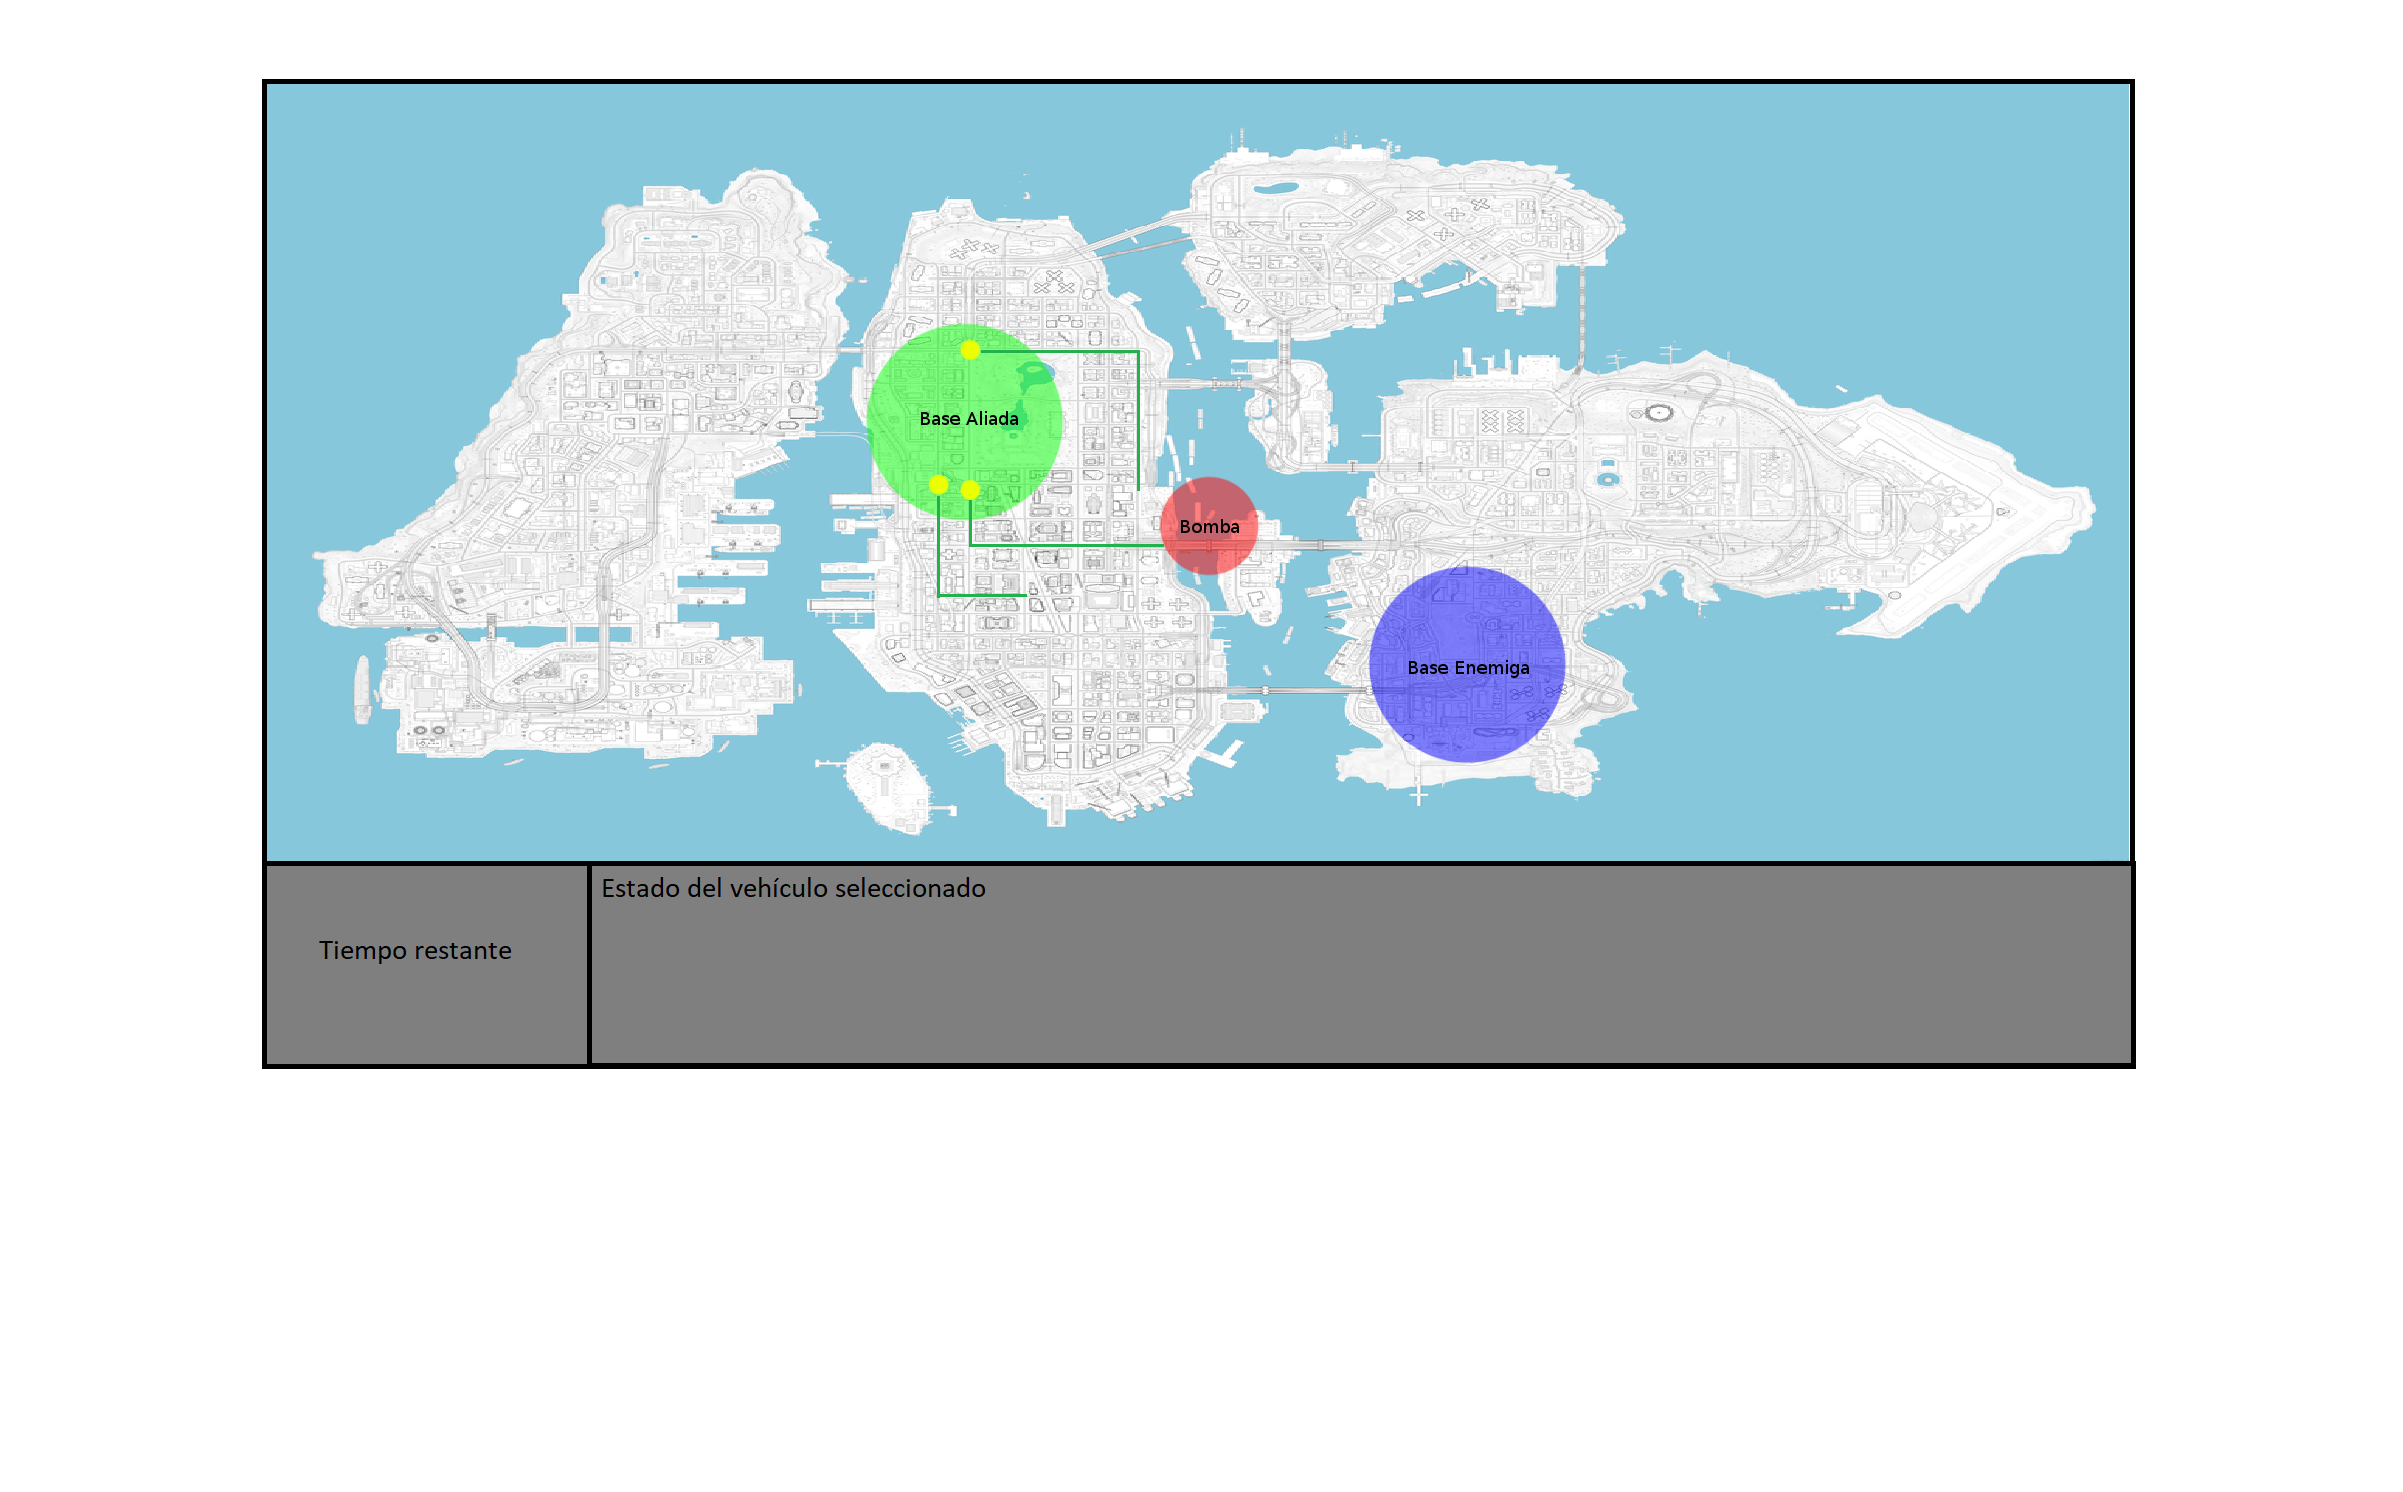 Base Aliada
Bomba
Base Enemiga
Estado del vehículo seleccionado
Tiempo restante